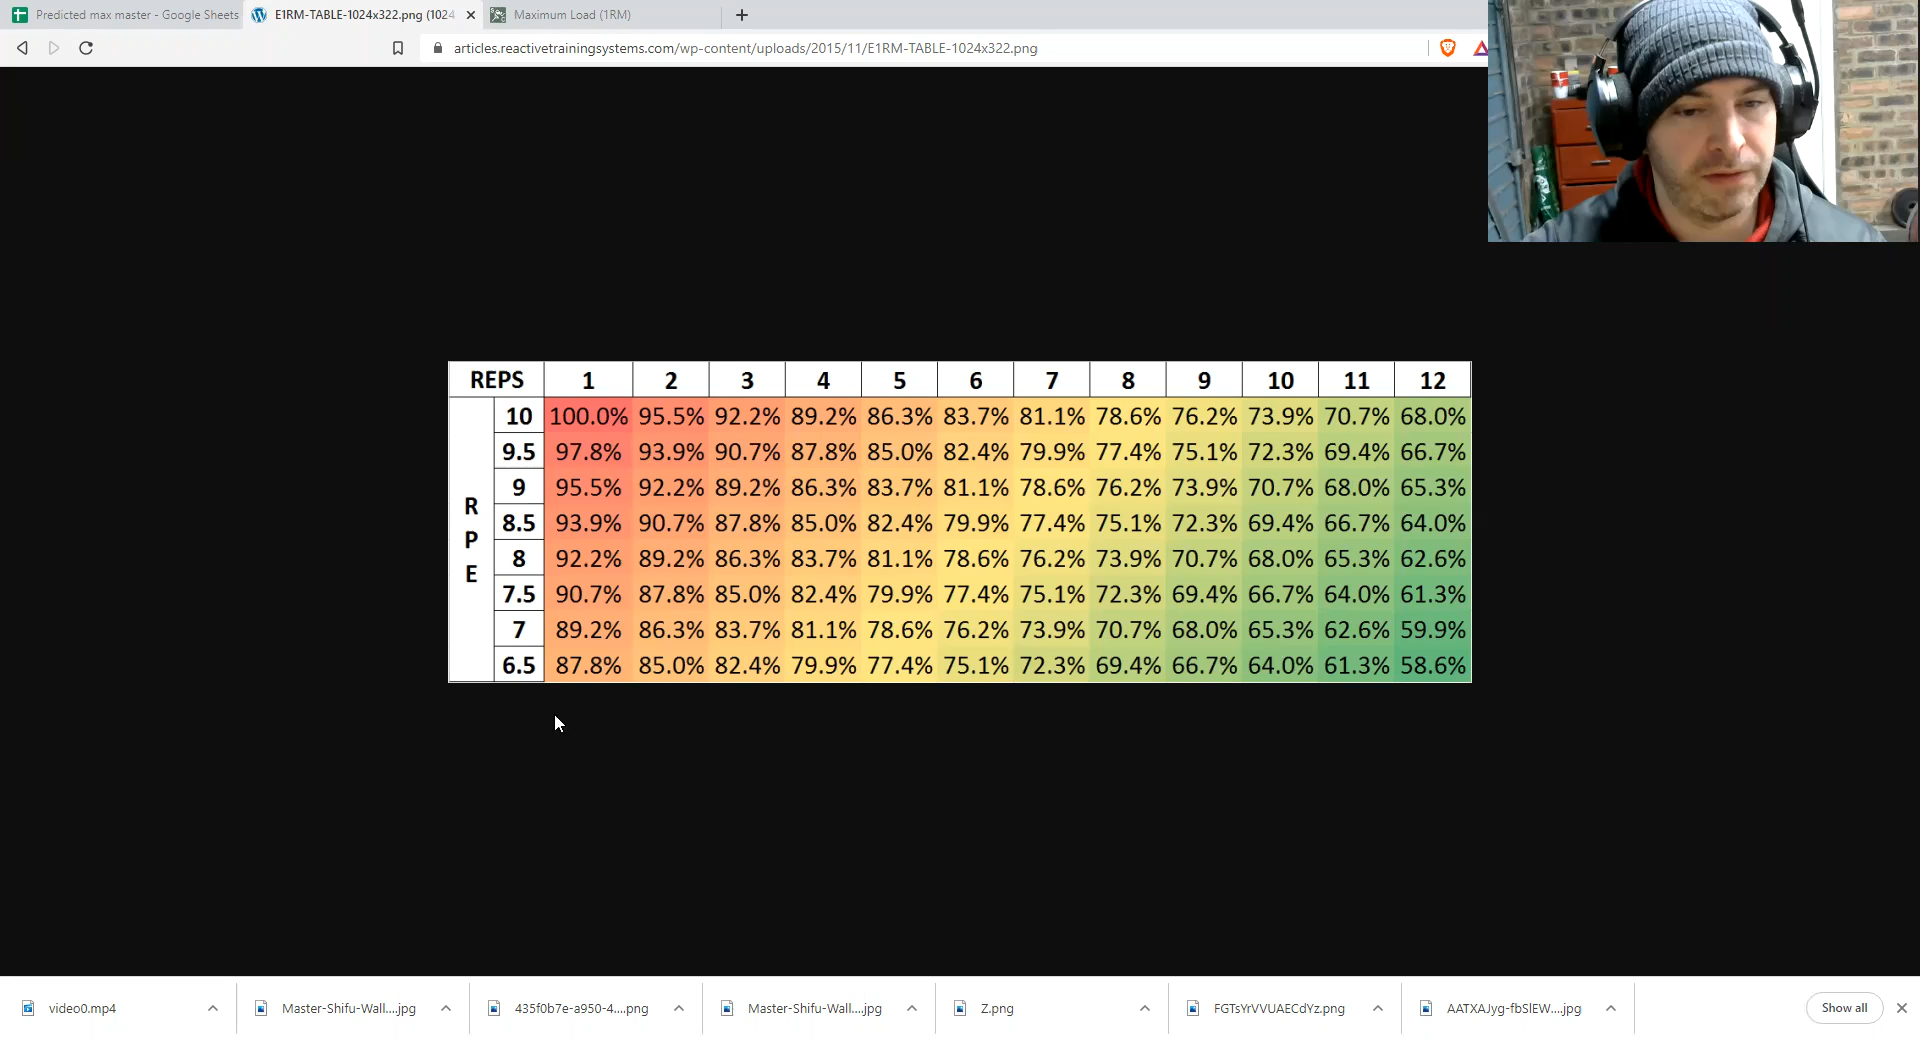 Predicted max master - Google Sheets
E1RM-TABLE-1024x322.png (1024
Maximum Load (1RM)
articles.reactivetrainingsystems.com/wp-content/uploads/2015/11/E1RM-TABLE-1024x322.png
REPS 1 2 3 4 5 6 7 8 9 10 11 12
RPE
10 100.0% 95.5% 92.2% 89.2% 86.3% 83.7% 81.1% 78.6% 76.2% 73.9% 70.7% 68.0%
9.5 97.8% 93.9% 90.7% 87.8% 85.0% 82.4% 79.9% 77.4% 75.1% 72.3% 69.4% 66.7%
9 95.5% 92.2% 89.2% 86.3% 83.7% 81.1% 78.6% 76.2% 73.9% 70.7% 68.0% 65.3%
8.5 93.9% 90.7% 87.8% 85.0% 82.4% 79.9% 77.4% 75.1% 72.3% 69.4% 66.7% 64.0%
8 92.2% 89.2% 86.3% 83.7% 81.1% 78.6% 76.2% 73.9% 70.7% 68.0% 65.3% 62.6%
7.5 90.7% 87.8% 85.0% 82.4% 79.9% 77.4% 75.1% 72.3% 69.4% 66.7% 64.0% 61.3%
7 89.2% 86.3% 83.7% 81.1% 78.6% 76.2% 73.9% 70.7% 68.0% 65.3% 62.6% 59.9%
6.5 87.8% 85.0% 82.4% 79.9% 77.4% 75.1% 72.3% 69.4% 66.7% 64.0% 61.3% 58.6%
video0.mp4
Master-Shifu-Wall....jpg
435f0b7e-a950-4....png
Master-Shifu-Wall....jpg
Z.png
FGTsYrVVUAECdYz.png
AATXAJyg-fbSlEW....jpg
Show all